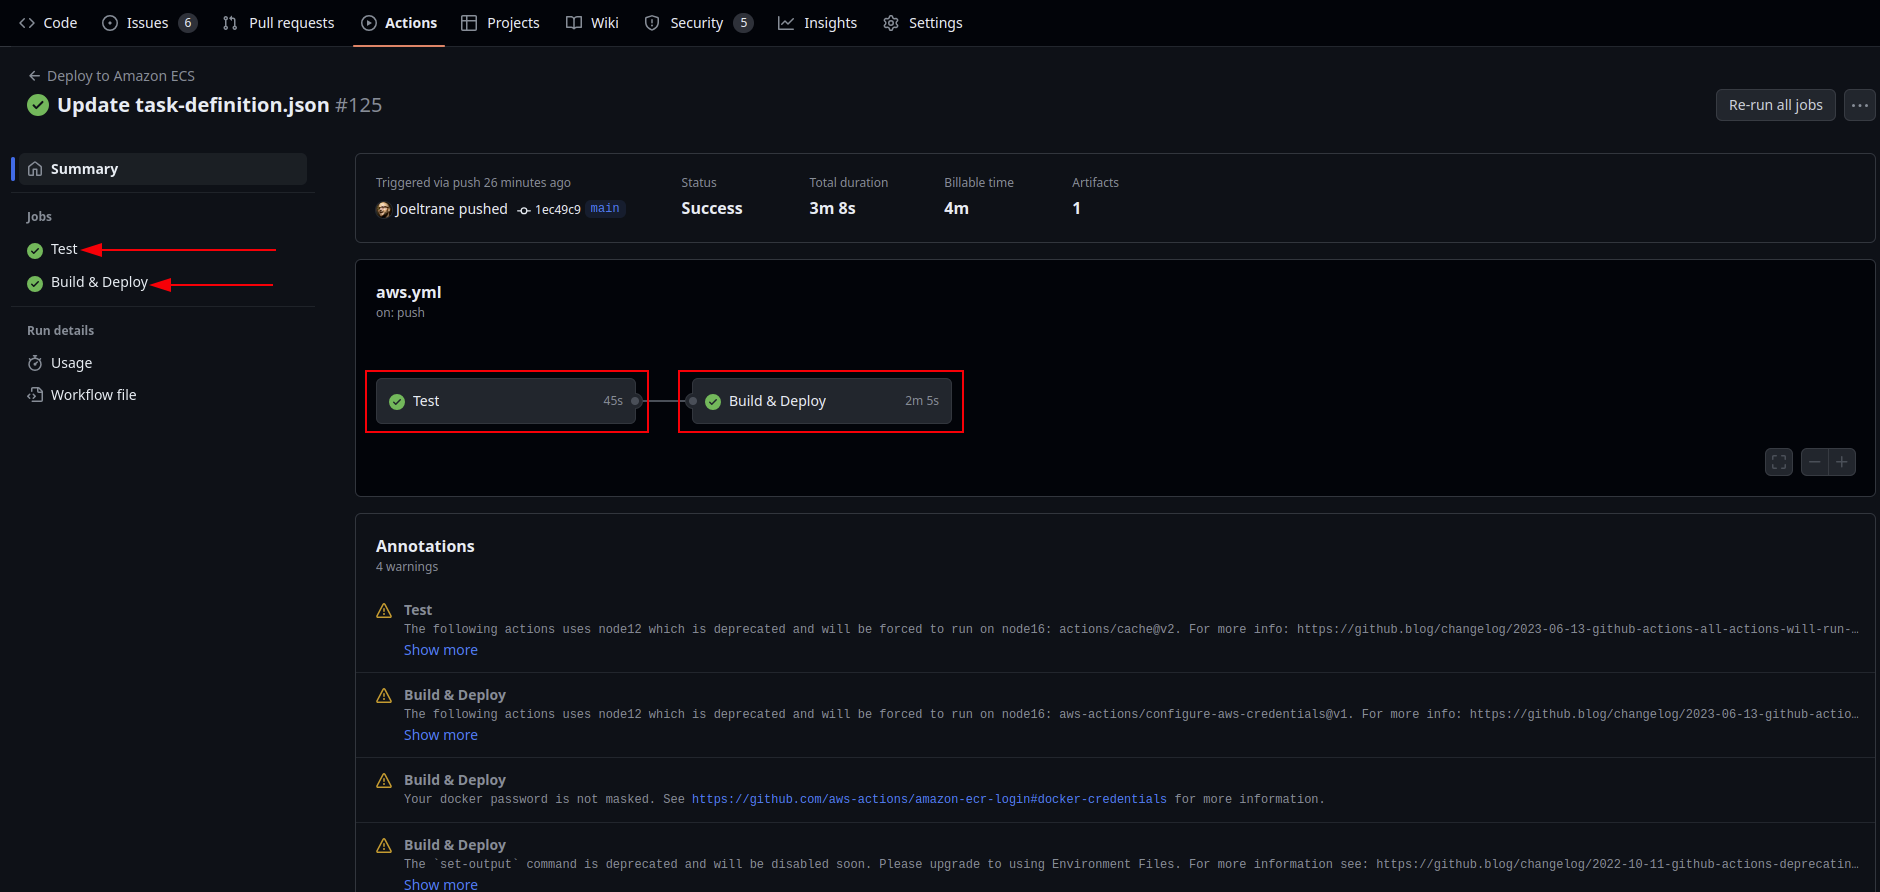 Code Issues 6 Pull requests Actions Projects Wiki Security 5 Insights Settings
Deploy to Amazon ECS
Update task-definition.json #125
Re-run all jobs
Summary
Jobs
Test
Build & Deploy
Run details
Usage
Workflow file
Triggered via push 26 minutes ago Status Total duration Billable time Artifacts
Joeltrane pushed 1ec49c9 main Success 3m 8s 4m 1
aws.yml
on: push
Test 45s Build & Deploy 2m 5s
Annotations
4 warnings
Test
The following actions uses node12 which is deprecated and will be forced to run on node16: actions/cache@v2. For more info: https://github.blog/changelog/2023-06-13-github-actions-all-actions-will-run-…
Show more
Build & Deploy
The following actions uses node12 which is deprecated and will be forced to run on node16: aws-actions/configure-aws-credentials@v1. For more info: https://github.blog/changelog/2023-06-13-github-actio…
Show more
Build & Deploy
Your docker password is not masked. See https://github.com/aws-actions/amazon-ecr-login#docker-credentials for more information.
Build & Deploy
The `set-output` command is deprecated and will be disabled soon. Please upgrade to using Environment Files. For more information see: https://github.blog/changelog/2022-10-11-github-actions-deprecatin…
Show more